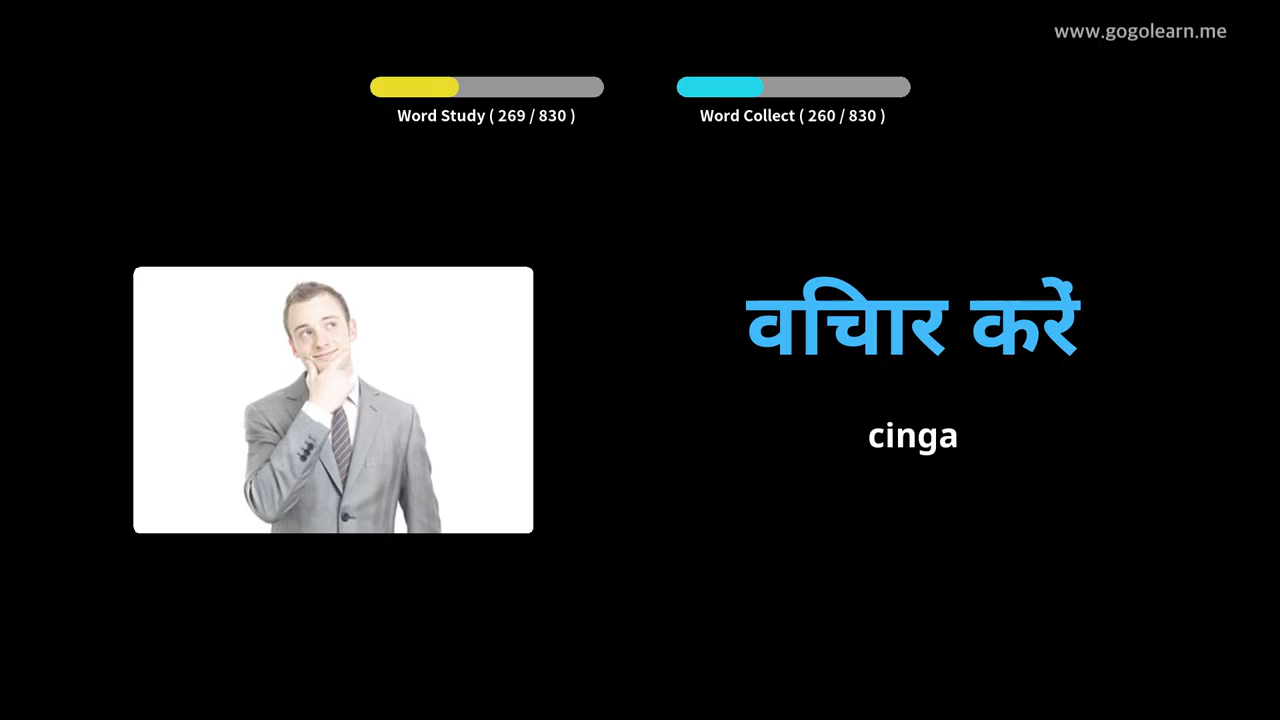 www.gogolearn.me
Word Study ( 269 / 830 )
Word Collect ( 260 / 830 )
वचिार करें
cinga